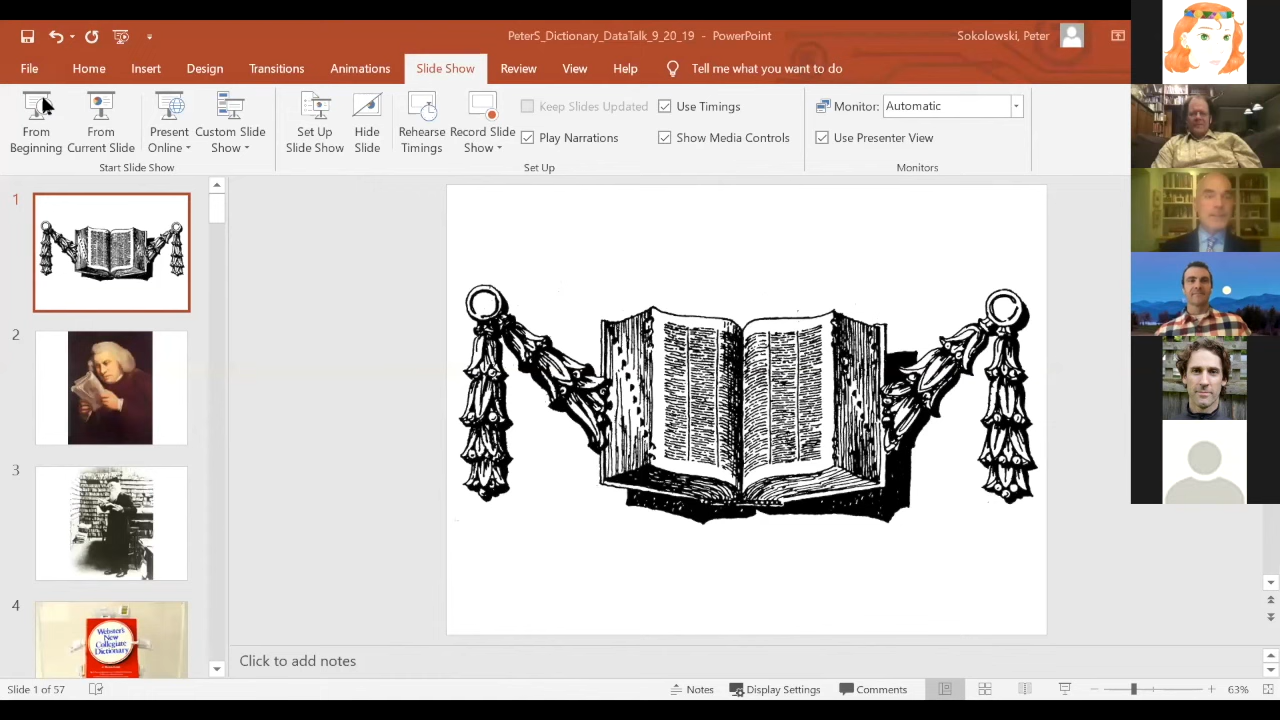 PeterS_Dictionary_DataTalk_9_20_19 - PowerPoint
Sokolowski, Peter
File Home Insert Design Transitions Animations Slide Show Review View Help Tell me what you want to do
From Beginning
From Current Slide
Present Online
Custom Slide Show
Set Up Slide Show
Hide Slide
Rehearse Timings
Record Slide Show
Keep Slides Updated
Play Narrations
Use Timings
Show Media Controls
Monitor: Automatic
Use Presenter View
Start Slide Show
Set Up
Monitors
1
2
3
4
Webster's
New
Collegiate
Dictionary
Click to add notes
Slide 1 of 57
Notes Display Settings Comments 63%